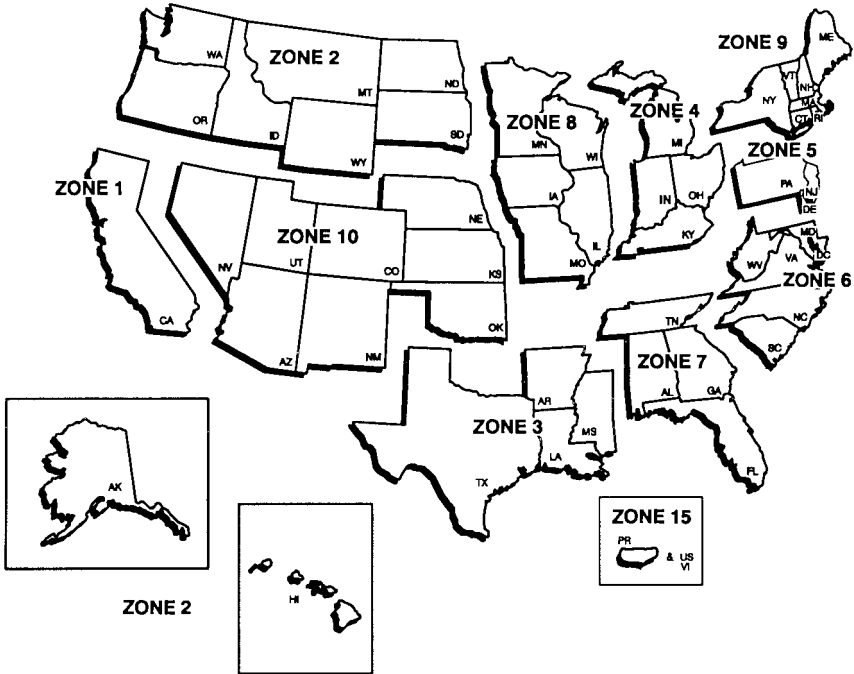 ZONE 9
ME
WA
ZONE 2
MT
ND
VT
NH
NY
MA
CT
RI
OR
ID
WY
SD
ZONE 8
MN
WI
ZONE 4
MI
ZONE 5
PA
NJ
DE
ZONE 1
CA
NV
ZONE 10
UT
CO
NE
KS
IA
IL
MO
IN
OH
KY
MD
DC
WV
VA
ZONE 6
AZ
NM
OK
TN
NC
SC
ZONE 7
AL
GA
FL
AR
ZONE 3
MS
LA
TX
AK
ZONE 2
HI
ZONE 15
PR
& US
VI